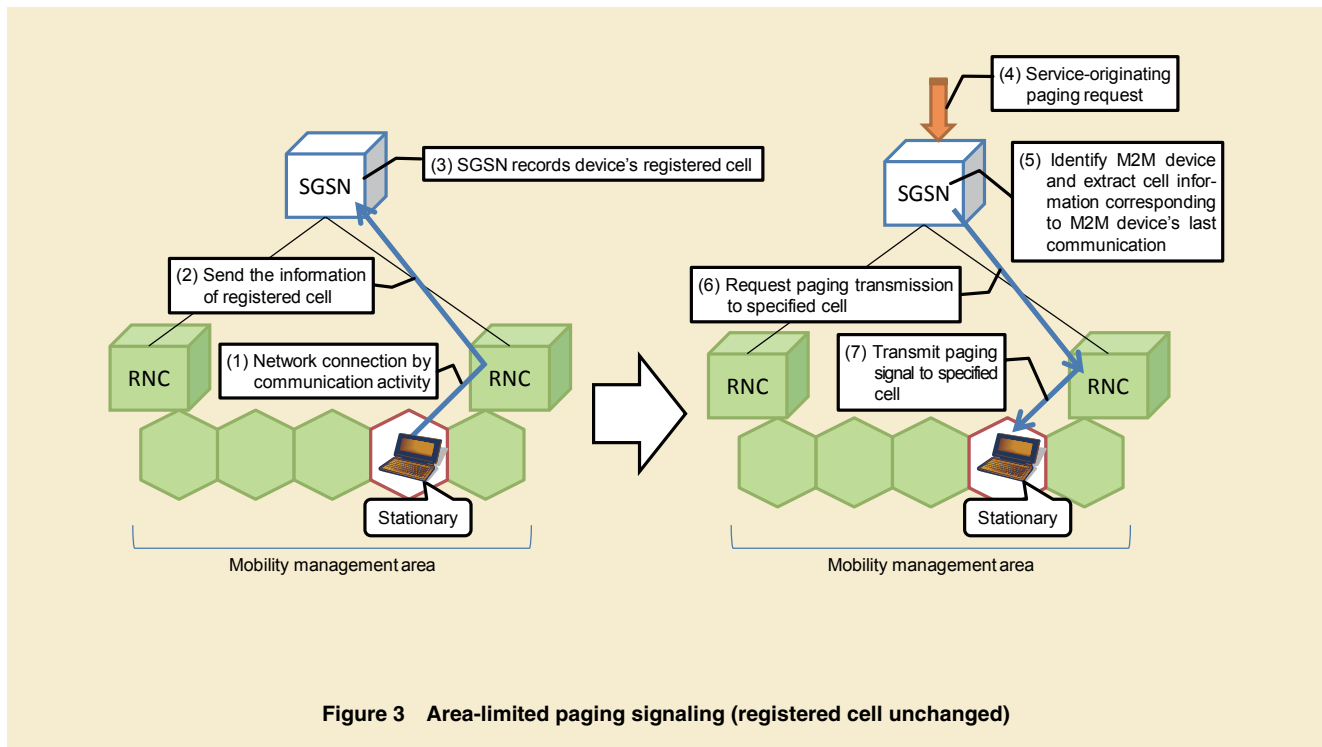 (3) SGSN records device's registered cell
SGSN
(2) Send the information
of registered cell
RNC
(1) Network connection by
communication activity
RNC
Stationary
Mobility management area
(4) Service-originating
paging request
SGSN
(5) Identify M2M device
and extract cell infor-
mation corresponding
to M2M device's last
communication
(6) Request paging transmission
to specified cell
RNC
(7) Transmit paging
signal to specified
cell
RNC
Stationary
Mobility management area
Figure 3 Area-limited paging signaling (registered cell unchanged)